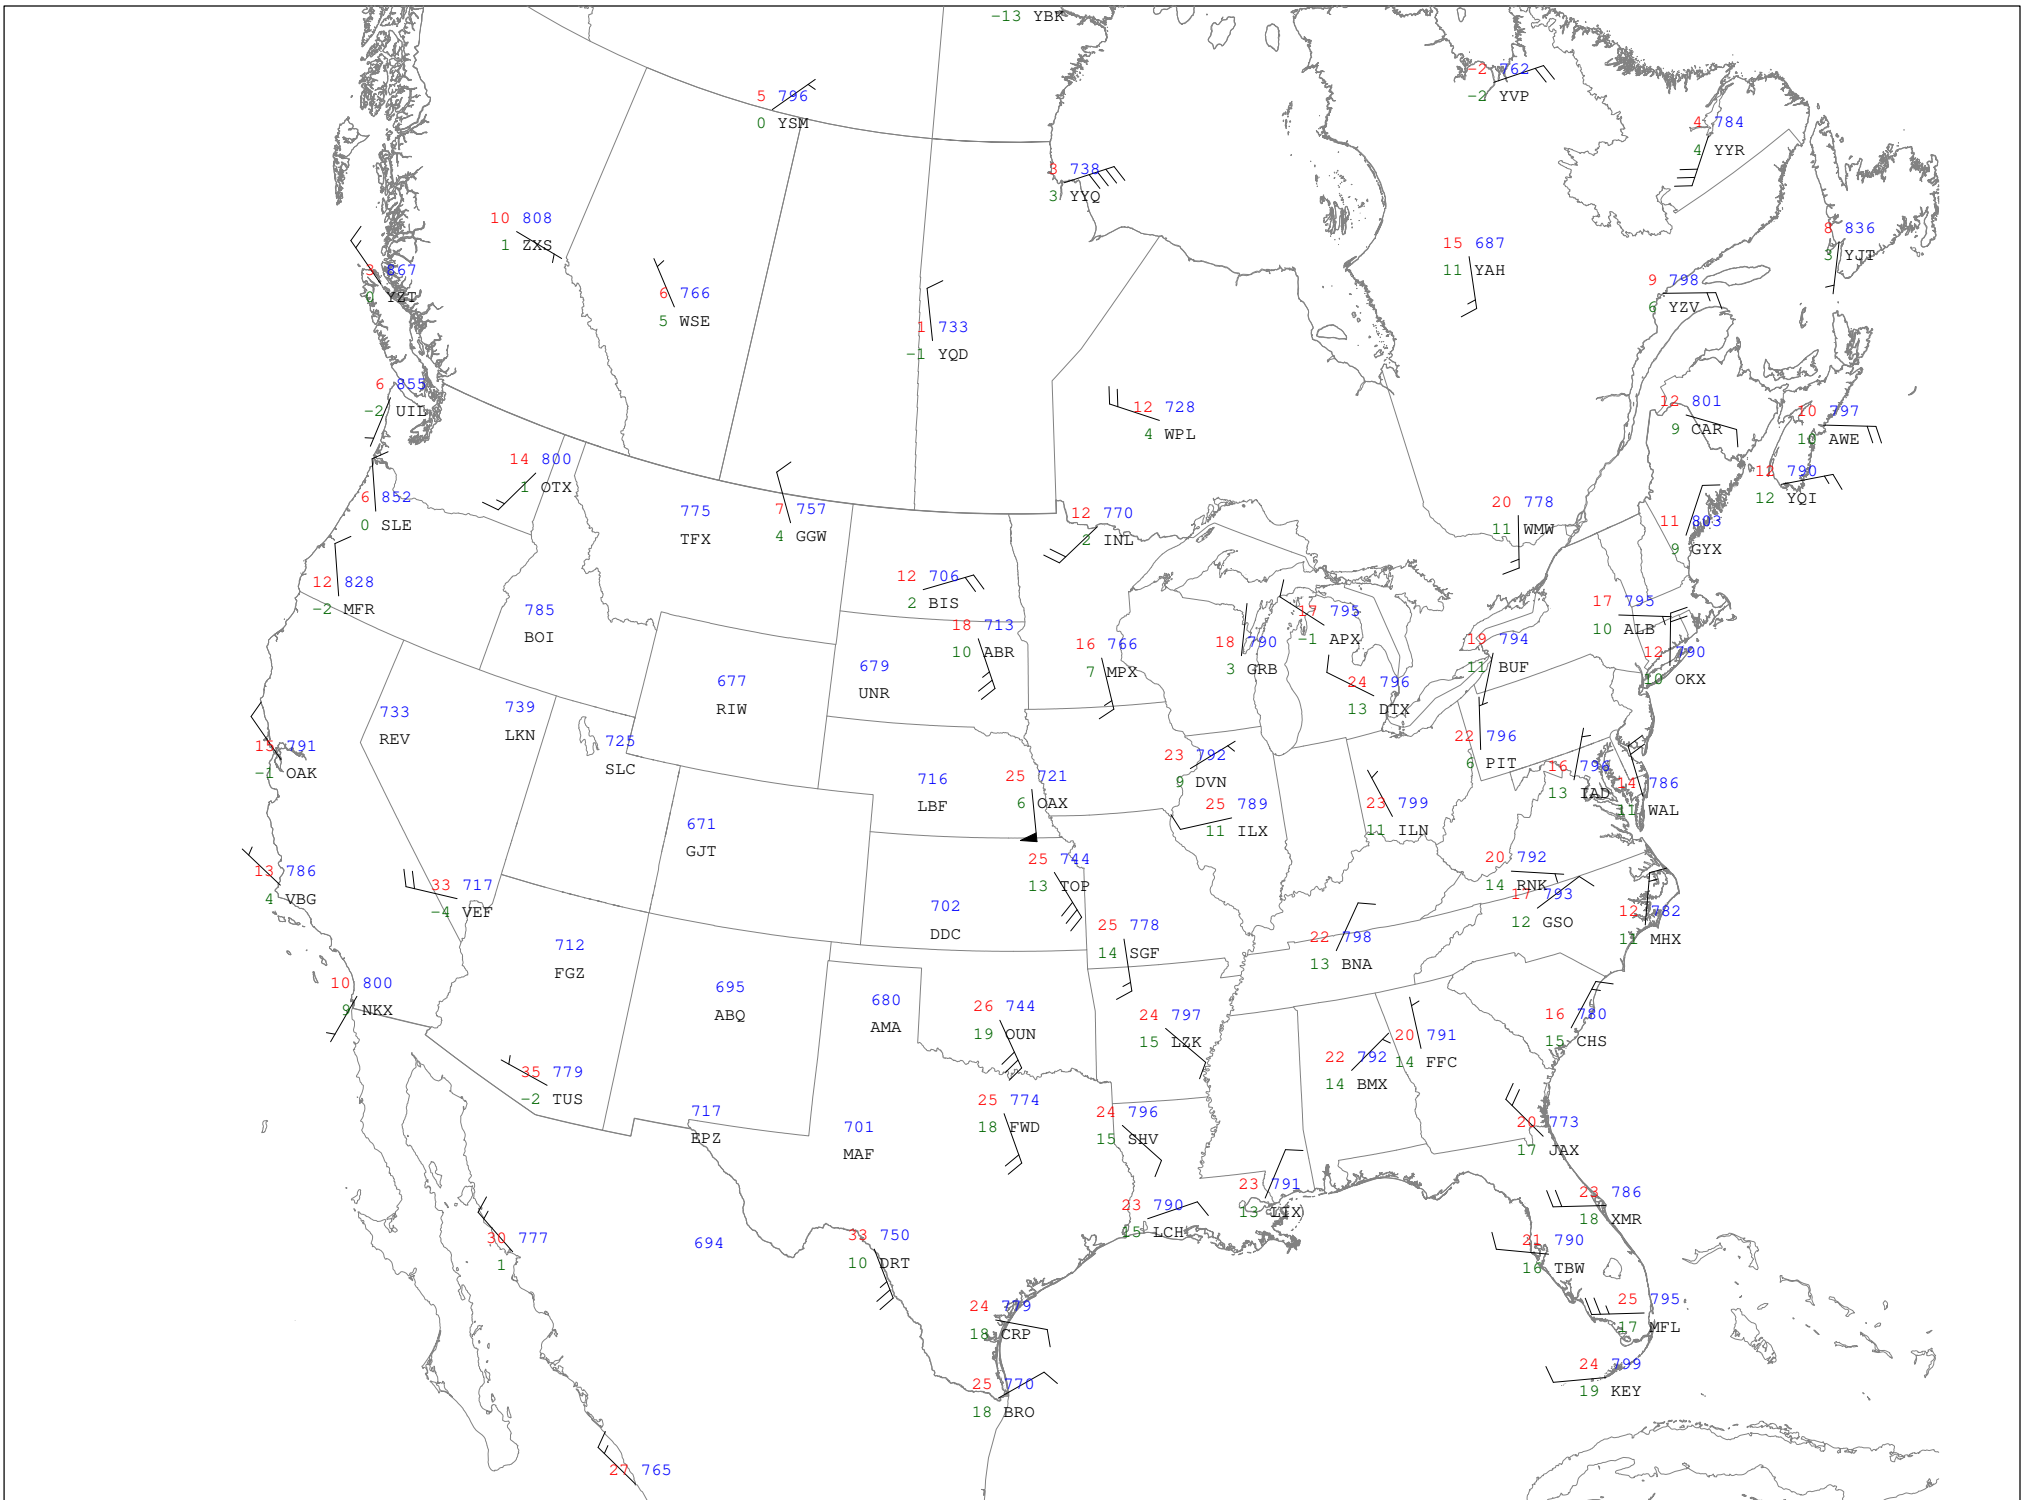 -13 YBK
-2 762
-2 YVP
5 796
0 YSM
4 784
4 YYR
3 738
3 YYQ
10 808
1 ZXS
8 836
3 YJT
15 687
11 YAH
3 867
0 YZT
9 798
6 YZV
6 766
5 WSE
1 733
-1 YQD
6 855
-2 UIL
12 728
4 WPL
12 801
9 CAR
10 797
10 AWE
14 800
1 OTX
12 790
12 YQI
6 852
0 SLE
20 778
11 WMW
775
TFX
7 757
4 GGW
12 770
2 INL
11 803
9 GYX
12 828
-2 MFR
12 706
2 BIS
785
BOI
17 795
-1 APX
17 795
10 ALB
18 713
10 ABR
16 766
7 MPX
18 790
3 GRB
19 794
11 BUF
12 790
10 OKX
679
UNR
677
RIW
24 796
13 DTX
733
REV
739
LKN
725
SLC
15 791
-1 OAK
22 796
6 PIT
23 792
9 DVN
16 796
13 IAD
716
LBF
25 721
6 OAX
14 786
11 WAL
25 789
11 ILX
23 799
11 ILN
671
GJT
25 744
13 TOP
20 792
14 RNK
13 786
4 VBG
33 717
-4 VEF
17 793
12 GSO
702
DDC
12 782
11 MHX
25 778
14 SGF
22 798
13 BNA
712
FGZ
10 800
9 NKX
695
ABQ
680
AMA
26 744
19 OUN
24 797
15 LZK
16 780
15 CHS
20 791
14 FFC
22 792
14 BMX
35 779
-2 TUS
25 774
18 FWD
717
EPZ
24 796
15 SHV
701
MAF
20 773
17 JAX
23 791
13 LIX
23 786
18 XMR
23 790
15 LCH
30 777
1
694
33 750
10 DRT
21 790
16 TBW
24 779
18 CRP
25 795
17 MFL
24 799
19 KEY
25 770
18 BRO
27 765